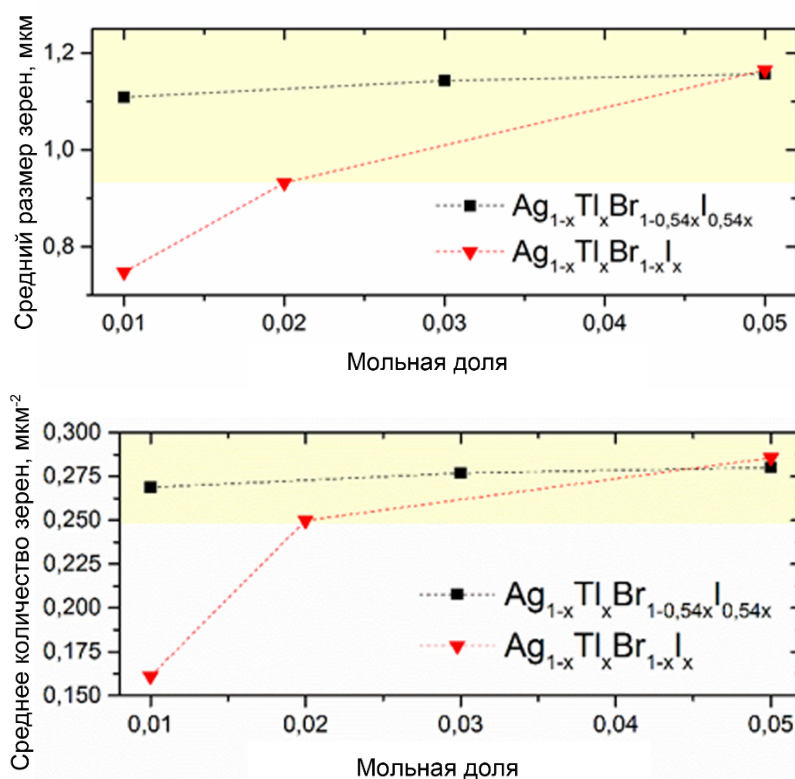 Средний размер зерен, мкм
1,2
1,0
0,8
Ag1-xTlxBr1-0,54xI0,54x
Ag1-xTlxBr1-xIx
0,01 0,02 0,03 0,04 0,05
Мольная доля
Среднее количество зерен, мкм-2
0,300
0,275
0,250
0,225
0,200
0,175
0,150
Ag1-xTlxBr1-0,54xI0,54x
Ag1-xTlxBr1-xIx
0,01 0,02 0,03 0,04 0,05
Мольная доля